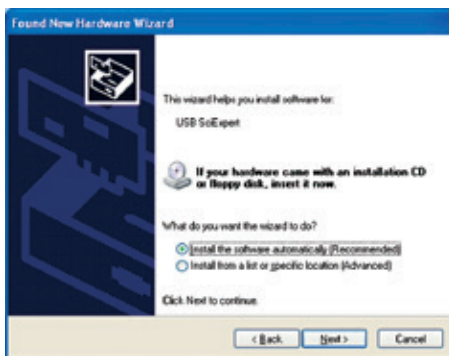 Found New Hardware Wizard
This wizard helps you install software for:
USB SciExpert
If your hardware came with an installation CD
or floppy disk, insert it now.
What do you want the wizard to do?
Install the software automatically (Recommended)
Install from a list or specific location (Advanced)
Click Next to continue.
< Back
Next >
Cancel